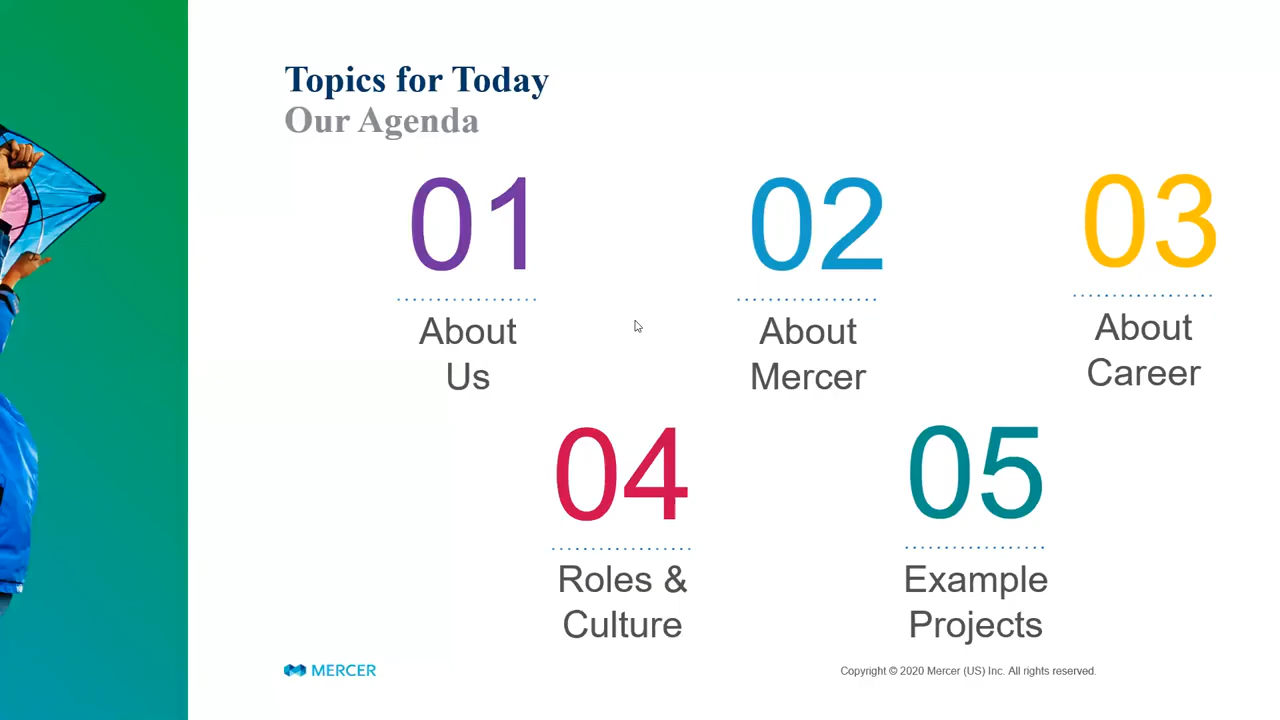 Topics for Today
Our Agenda
01
02
03
About
Us
About
Mercer
About
Career
04
05
Roles &
Culture
Example
Projects
MERCER
Copyright © 2020 Mercer (US) Inc. All rights reserved.